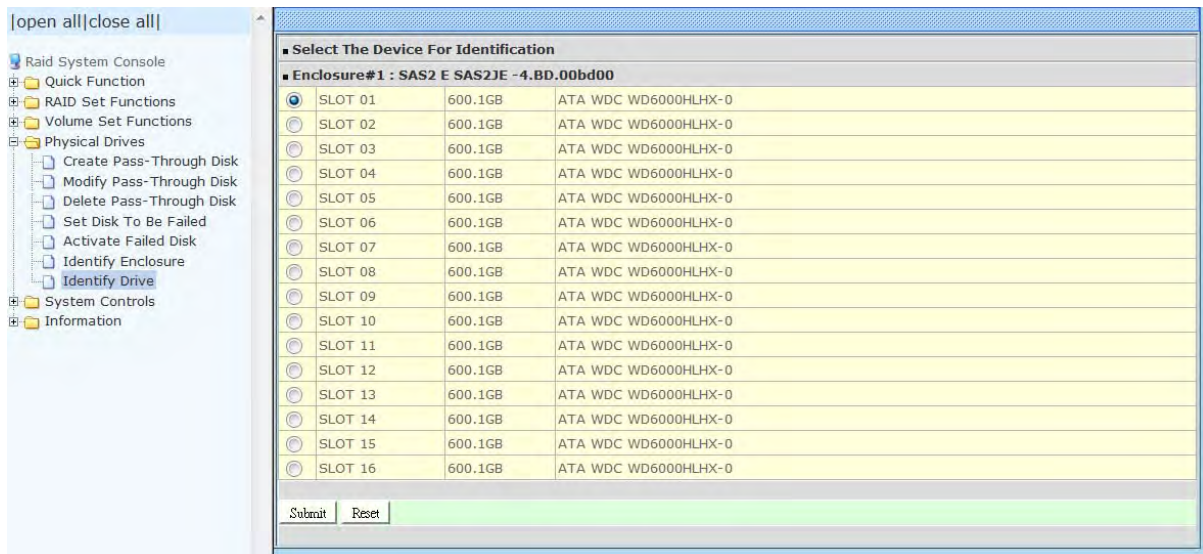 |open all|close all|
Raid System Console
Quick Function
RAID Set Functions
Volume Set Functions
Physical Drives
Create Pass-Through Disk
Modify Pass-Through Disk
Delete Pass-Through Disk
Set Disk To Be Failed
Activate Failed Disk
Identify Enclosure
Identify Drive
System Controls
Information
Select The Device For Identification
Enclosure#1 : SAS2 E SAS2JE -4.BD.00bd00
SLOT 01 600.1GB ATA WDC WD6000HLHX-0
SLOT 02 600.1GB ATA WDC WD6000HLHX-0
SLOT 03 600.1GB ATA WDC WD6000HLHX-0
SLOT 04 600.1GB ATA WDC WD6000HLHX-0
SLOT 05 600.1GB ATA WDC WD6000HLHX-0
SLOT 06 600.1GB ATA WDC WD6000HLHX-0
SLOT 07 600.1GB ATA WDC WD6000HLHX-0
SLOT 08 600.1GB ATA WDC WD6000HLHX-0
SLOT 09 600.1GB ATA WDC WD6000HLHX-0
SLOT 10 600.1GB ATA WDC WD6000HLHX-0
SLOT 11 600.1GB ATA WDC WD6000HLHX-0
SLOT 12 600.1GB ATA WDC WD6000HLHX-0
SLOT 13 600.1GB ATA WDC WD6000HLHX-0
SLOT 14 600.1GB ATA WDC WD6000HLHX-0
SLOT 15 600.1GB ATA WDC WD6000HLHX-0
SLOT 16 600.1GB ATA WDC WD6000HLHX-0
Submit Reset